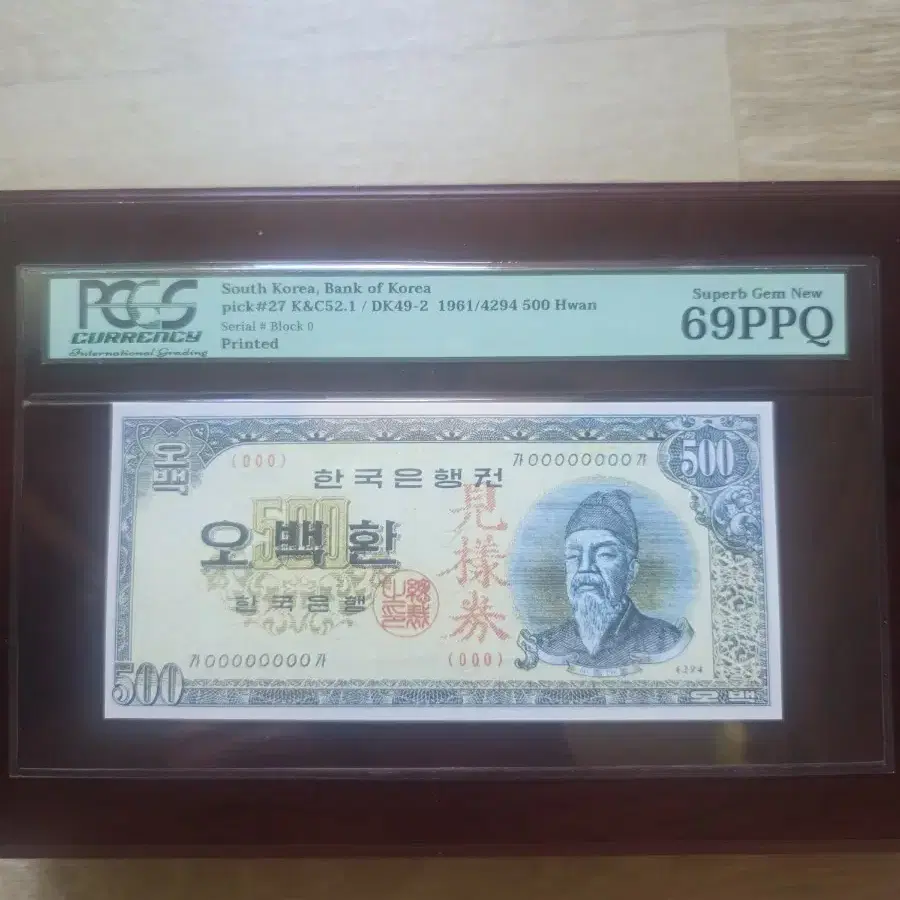 PCGS
CURRENCY
International Grading
South Korea, Bank of Korea
pick#27 K&C52.1 / DK49-2 1961/4294 500 Hwan
Serial # Block 0
Printed
Superb Gem New
69PPQ
오백
(000)
가00000000가
500
한국은행권
500
오백환
한국은행
見樣券
가00000000가
(000)
500
4294
오백